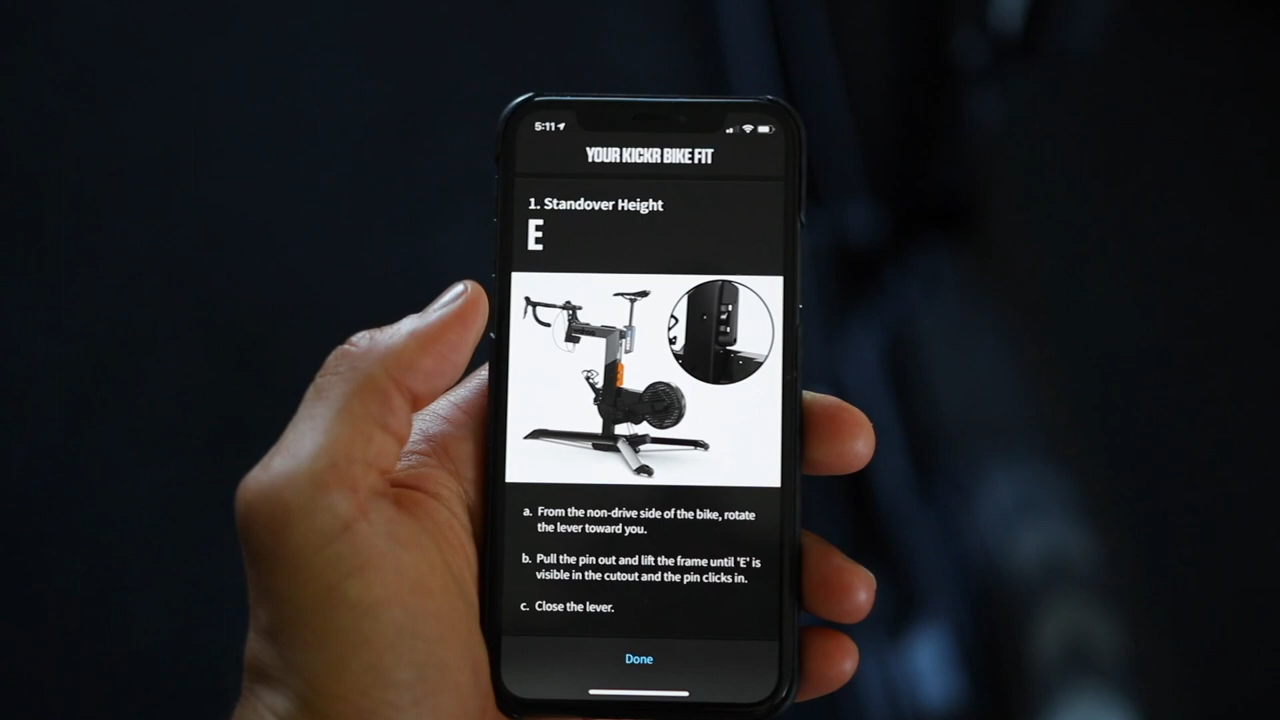 5:11
YOUR KICKR BIKE FIT
1. Standover Height
E
a. From the non-drive side of the bike, rotate
the lever toward you.
b. Pull the pin out and lift the frame until 'E' is
visible in the cutout and the pin clicks in.
c. Close the lever.
Done